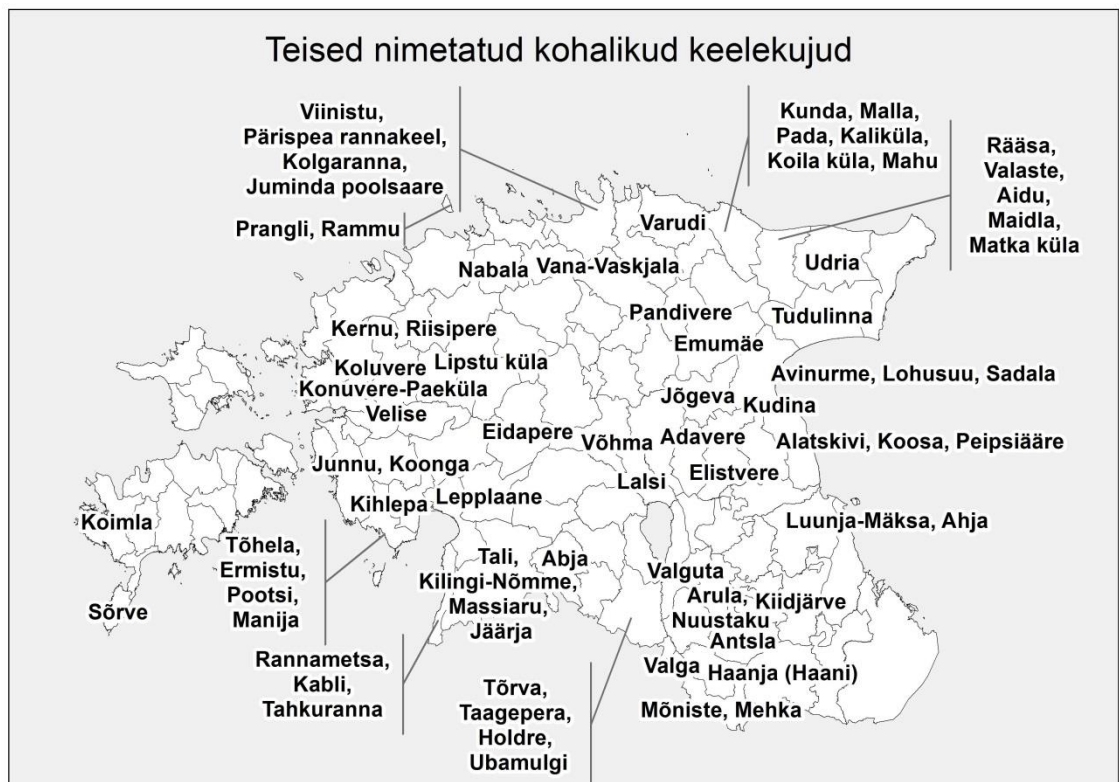 Teised nimetatud kohalikud keelekujud
Viinistu,
Pärispea rannakeel,
Kolgaranna,
Juminda poolsaare
Prangli, Rammu
Kunda, Malla,
Pada, Kaliküla,
Koila küla, Mahu
Rääsa,
Valaste,
Aidu,
Maidla,
Matka küla
Varudi
Udria
Nabala
Vana-Vaskjala
Pandivere
Tudulinna
Kernu, Riisipere
Emumäe
Koluvere
Lipstu küla
Avinurme, Lohusuu, Sadala
Konuvere-Paeküla
Jõgeva
Kudina
Velise
Eidapere
Võhma
Adavere
Alatskivi, Koosa, Peipsiääre
Junnu, Koonga
Elistvere
Lalsi
Kihlepa
Lepplaane
Koimla
Luunja-Mäksa, Ahja
Tõhela,
Ermistu,
Pootsi,
Manija
Tali,
Kilingi-Nõmme,
Massiaru,
Jäärja
Abja
Valguta
Arula,
Nuustaku
Kiidjärve
Sõrve
Antsla
Rannametsa,
Kabli,
Tahkuranna
Valga
Haanja (Haani)
Tõrva,
Taagepera,
Holdre,
Ubamulgi
Mõniste, Mehka